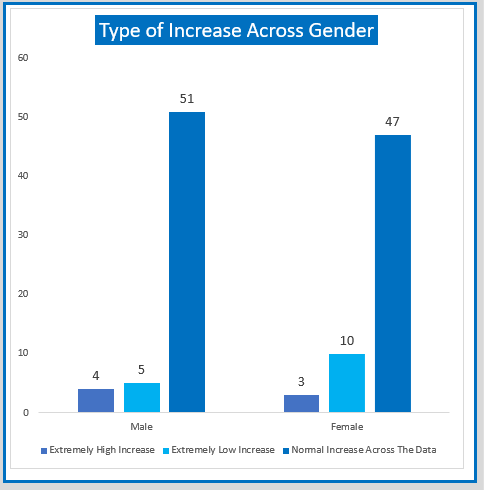 Type of Increase Across Gender
60
50
40
30
20
10
0
4
5
51
3
10
47
Male
Female
Extremely High Increase
Extremely Low Increase
Normal Increase Across The Data